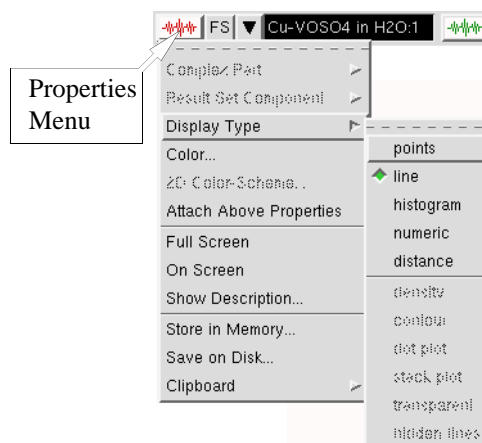 FS Cu-VOSO4 in H2O:1
Properties
Menu
Complex Part
Result Set Component
Display Type
Color...
2D Color-Scheme..
Attach Above Properties
Full Screen
On Screen
Show Description...
Store in Memory...
Save on Disk...
Clipboard
points
line
histogram
numeric
distance
density
contour
dot plot
stack plot
transparent
hidden lines